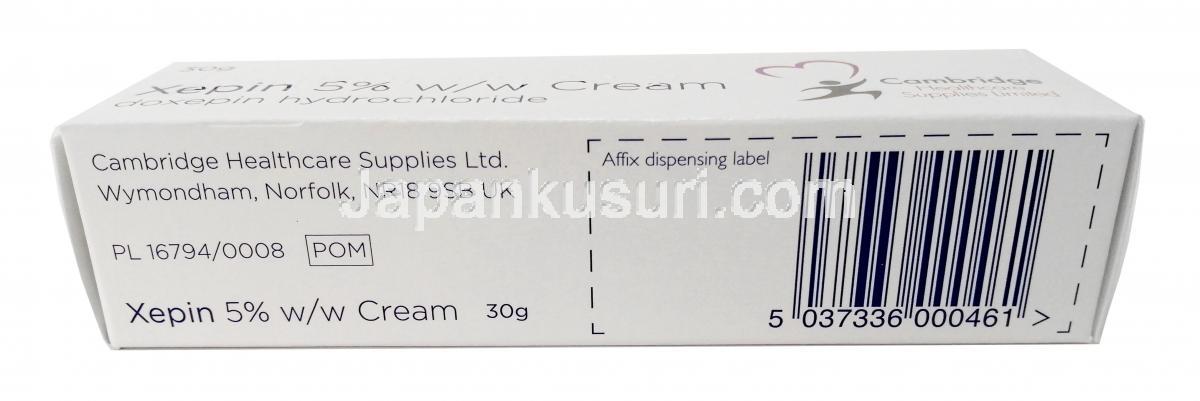 30g
Xepin 5% w/w Cream
doxepin hydrochloride
Cambridge
Healthcare
Supplies Limited
Cambridge Healthcare Supplies Ltd.
Wymondham, Norfolk, NR18 9SB UK
PL 16794/0008 POM
Xepin 5% w/w Cream 30g
Affix dispensing label
5 037336 000461 >
Japankusuri.com